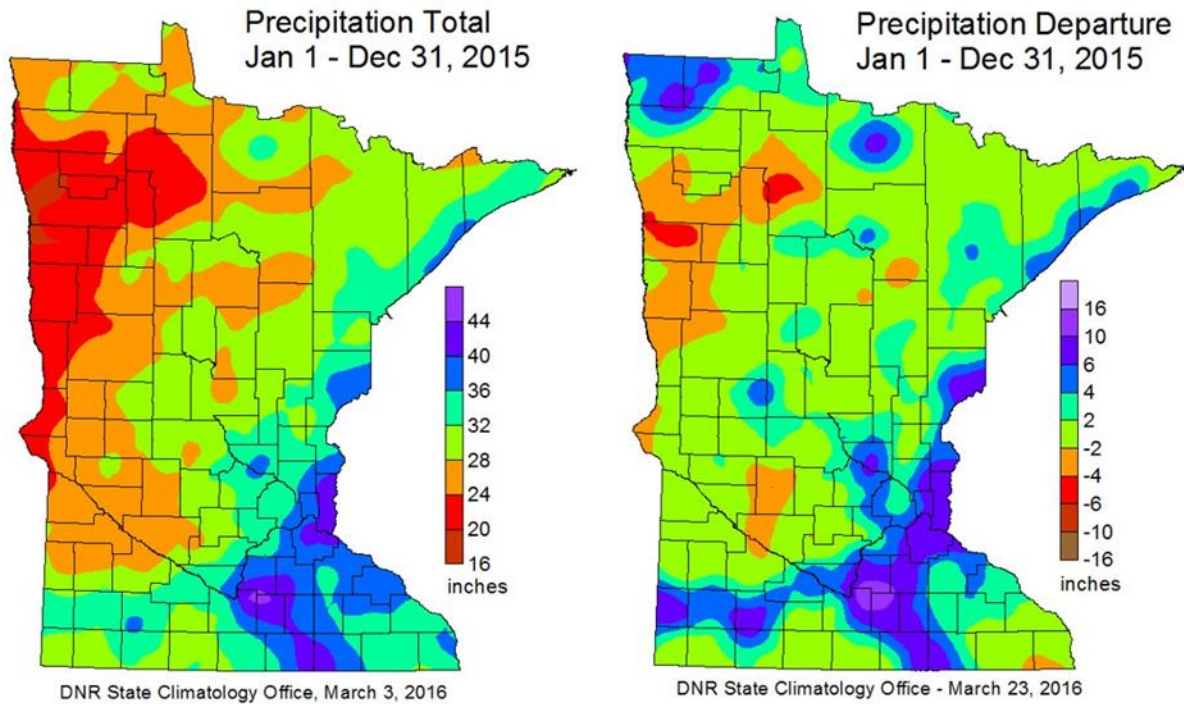 Precipitation Total
Jan 1 - Dec 31, 2015
44
40
36
32
28
24
20
16
inches
DNR State Climatology Office, March 3, 2016
Precipitation Departure
Jan 1 - Dec 31, 2015
16
10
6
4
2
-2
-4
-6
-10
-16
inches
DNR State Climatology Office - March 23, 2016